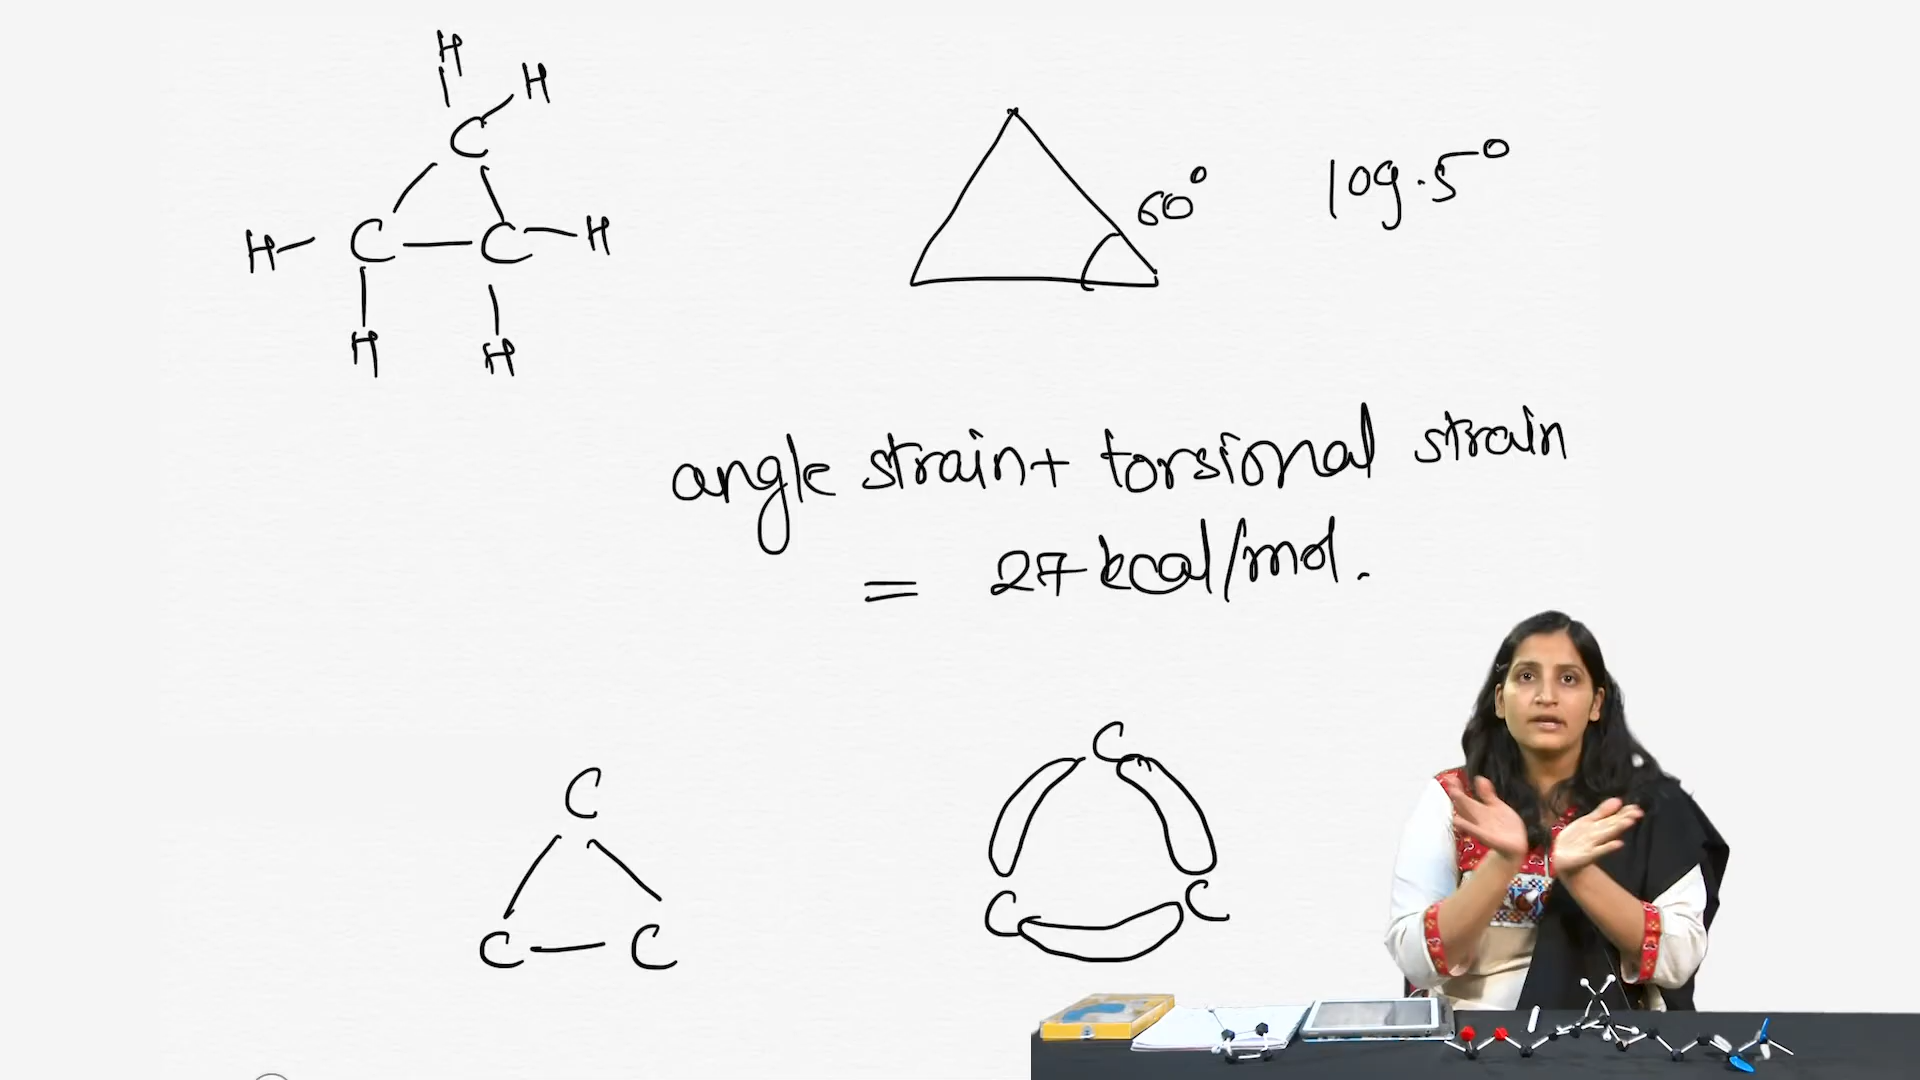 H
H
C
H C C H
H H
60°
109.5°
angle strain + torsional strain
= 27 kcal/mol.
C
C C
C
C C